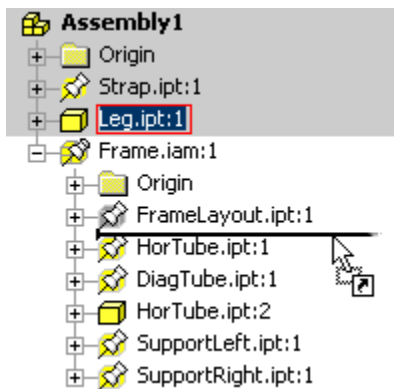 Assembly1
Origin
Strap.ipt:1
Leg.ipt:1
Frame.iam:1
Origin
FrameLayout.ipt:1
HorTube.ipt:1
DiagTube.ipt:1
HorTube.ipt:2
SupportLeft.ipt:1
SupportRight.ipt:1